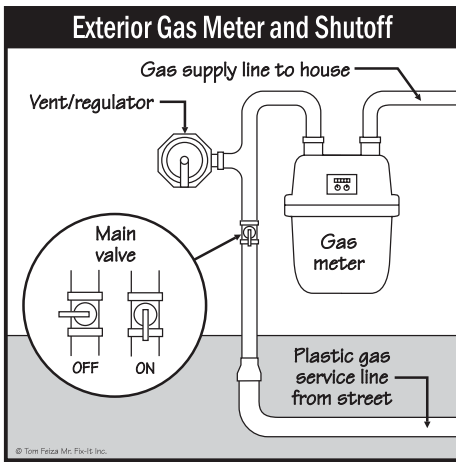 Exterior Gas Meter and Shutoff
Gas supply line to house
Vent/regulator
Main
valve
OFF
ON
Gas
meter
Plastic gas
service line
from street
© Tom Feiza Mr. Fix-It Inc.